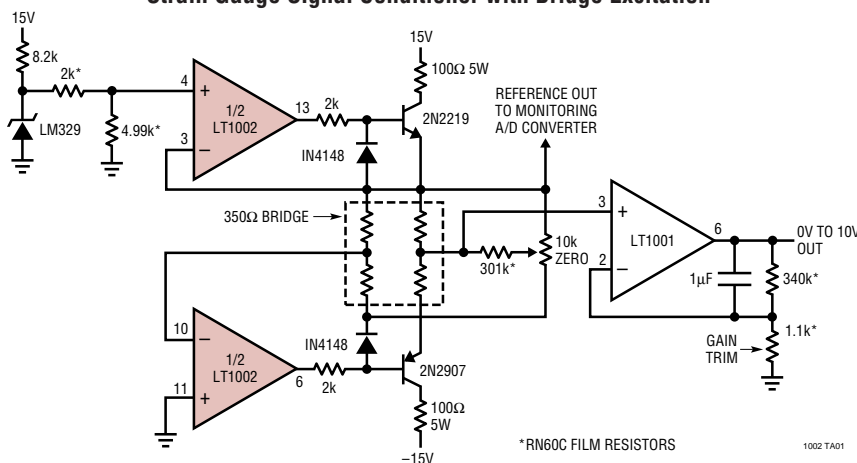 Strain Gauge Signal Conditioner with Bridge Excitation
15V
8.2k
2k*
LM329
4.99k*
4
+
3
–
1/2
LT1002
13
2k
IN4148
15V
100Ω 5W
2N2219
REFERENCE OUT
TO MONITORING
A/D CONVERTER
350Ω BRIDGE
301k*
10k
ZERO
3
+
2
–
LT1001
6
0V TO 10V
OUT
1µF
340k*
GAIN
TRIM
1.1k*
10
–
11
+
1/2
LT1002
6
2k
IN4148
2N2907
100Ω
5W
–15V
*RN60C FILM RESISTORS
1002 TA01